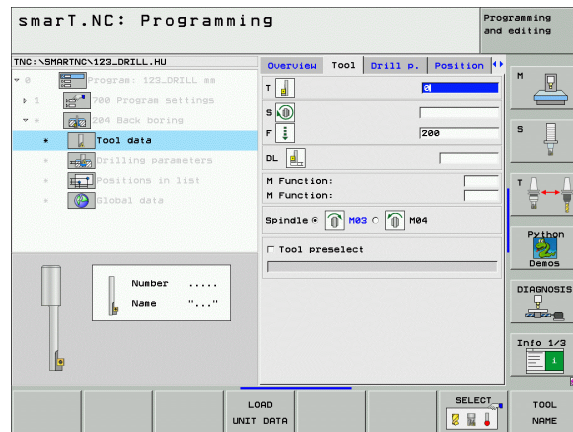 smarT.NC: Programming
Programming and editing
TNC:\SMARTNC\123_DRILL.HU
Overview Tool Drill p. Position
0 Program: 123_DRILL mm
1 700 Program settings
* 204 Back boring
* Tool data
* Drilling parameters
* Positions in list
* Global data
T 0
S
F 200
DL
M Function:
M Function:
Spindle M03 M04
Tool preselect
Number .....
Name "..."
M
S
T
Python Demos
DIAGNOSIS
Info 1/3
LOAD UNIT DATA
SELECT
TOOL NAME